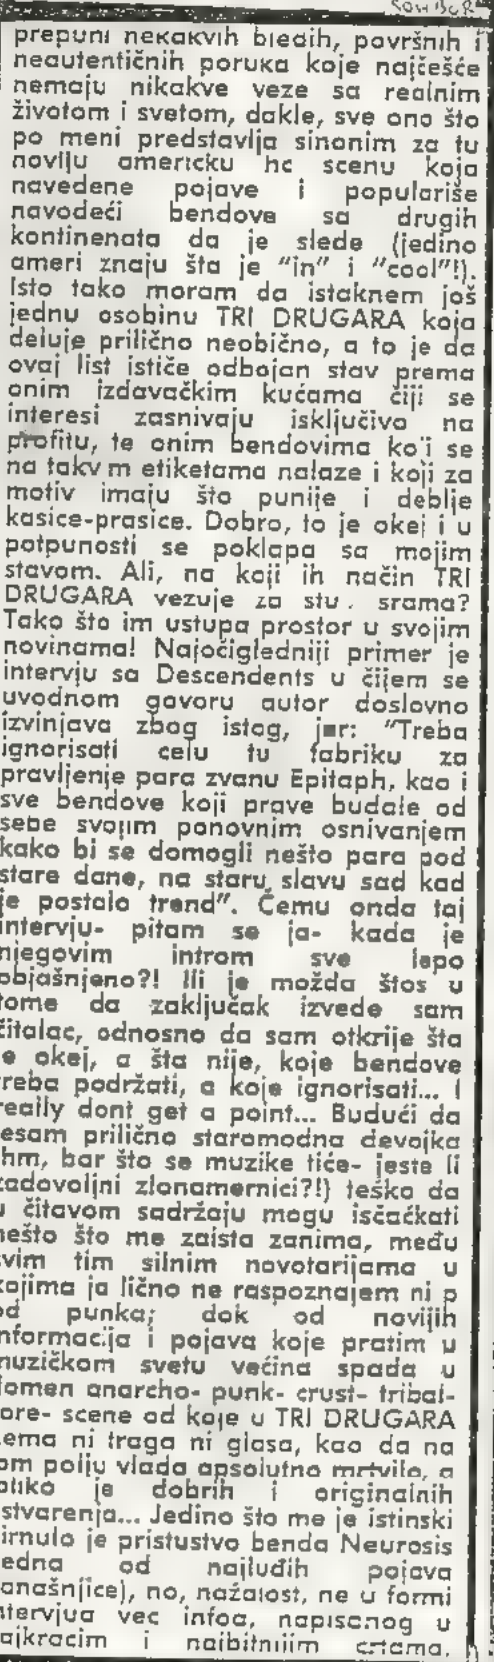 SOMBOR
prepuni nekakvih bledih, površnih i
neautentičnih poruka koje najčešće
nemaju nikakve veze sa realnim
životom i svetom, dakle, sve ono što
po meni predstavlja sinonim za tu
noviju američku hc scenu koja
navedene pojave i populariše
navodeći bendove sa drugih
kontinenata da je slede (jedino
ameri znaju šta je "in" i "cool"!).
Isto tako moram da istaknem još
jednu osobinu TRI DRUGARA koja
deluje prilično neobično, a to je da
ovaj list ističe odbojan stav prema
onim izdavačkim kućama čiji se
interesi zasnivaju isključivo na
profitu, te onim bendovima koji se
na takvim etiketama nalaze i koji za
motiv imaju što punije i deblje
kasice-prasice. Dobro, to je okej i u
potpunosti se poklapa sa mojim
stavom. Ali, na koji ih način TRI
DRUGARA vezuje za stub srama?
Tako što im ustupa prostor u svojim
novinama! Najočigledniji primer je
intervju sa Descendents u čijem se
uvodnom govoru autor doslovno
izvinjava zbog istog, jer: "Treba
ignorisati celu tu fabriku za
pravljenje para zvanu Epitaph, kao i
sve bendove koji prave budale od
sebe svojim ponovnim osnivanjem
kako bi se domogli nešto para pod
stare dane, na staru slavu sad kad
je postalo trend". Čemu onda taj
intervju- pitam se ja- kada je
njegovim introm sve lepo
objašnjeno?! Ili je možda štos u
tome da zaključak izvede sam
čitalac, odnosno da sam otkrije šta
je okej, a šta nije, koje bendove
treba podržati, a koje ignorisati... I
really dont get a point... Budući da
jesam prilično staromodna devojka
(hm, bar što se muzike tiće- jeste li
zadovoljni zlonamernici?!) teško da
u čitavom sadržaju mogu isčačkati
nešto što me zaista zanima, među
svim tim silnim novotarijama u
kojima ja lično ne raspoznajem ni p
od punka; dok od novijih
informacija i pojava koje pratim u
muzičkom svetu većina spada u
domen anarcho- punk- crust- tribal-
core- scene od koje u TRI DRUGARA
nema ni traga ni glasa, kao da na
tom polju vlada apsolutno mrtvilo, a
toliko je dobrih i originalnih
ostvarenja... Jedino što me je istinski
dirnulo je pristustvo benda Neurosis
(jedna od najluđih pojava
današnjice), no, nažalost, ne u formi
intervjua vec infoa, napisanog u
najkracim i najbitnijim crtama.